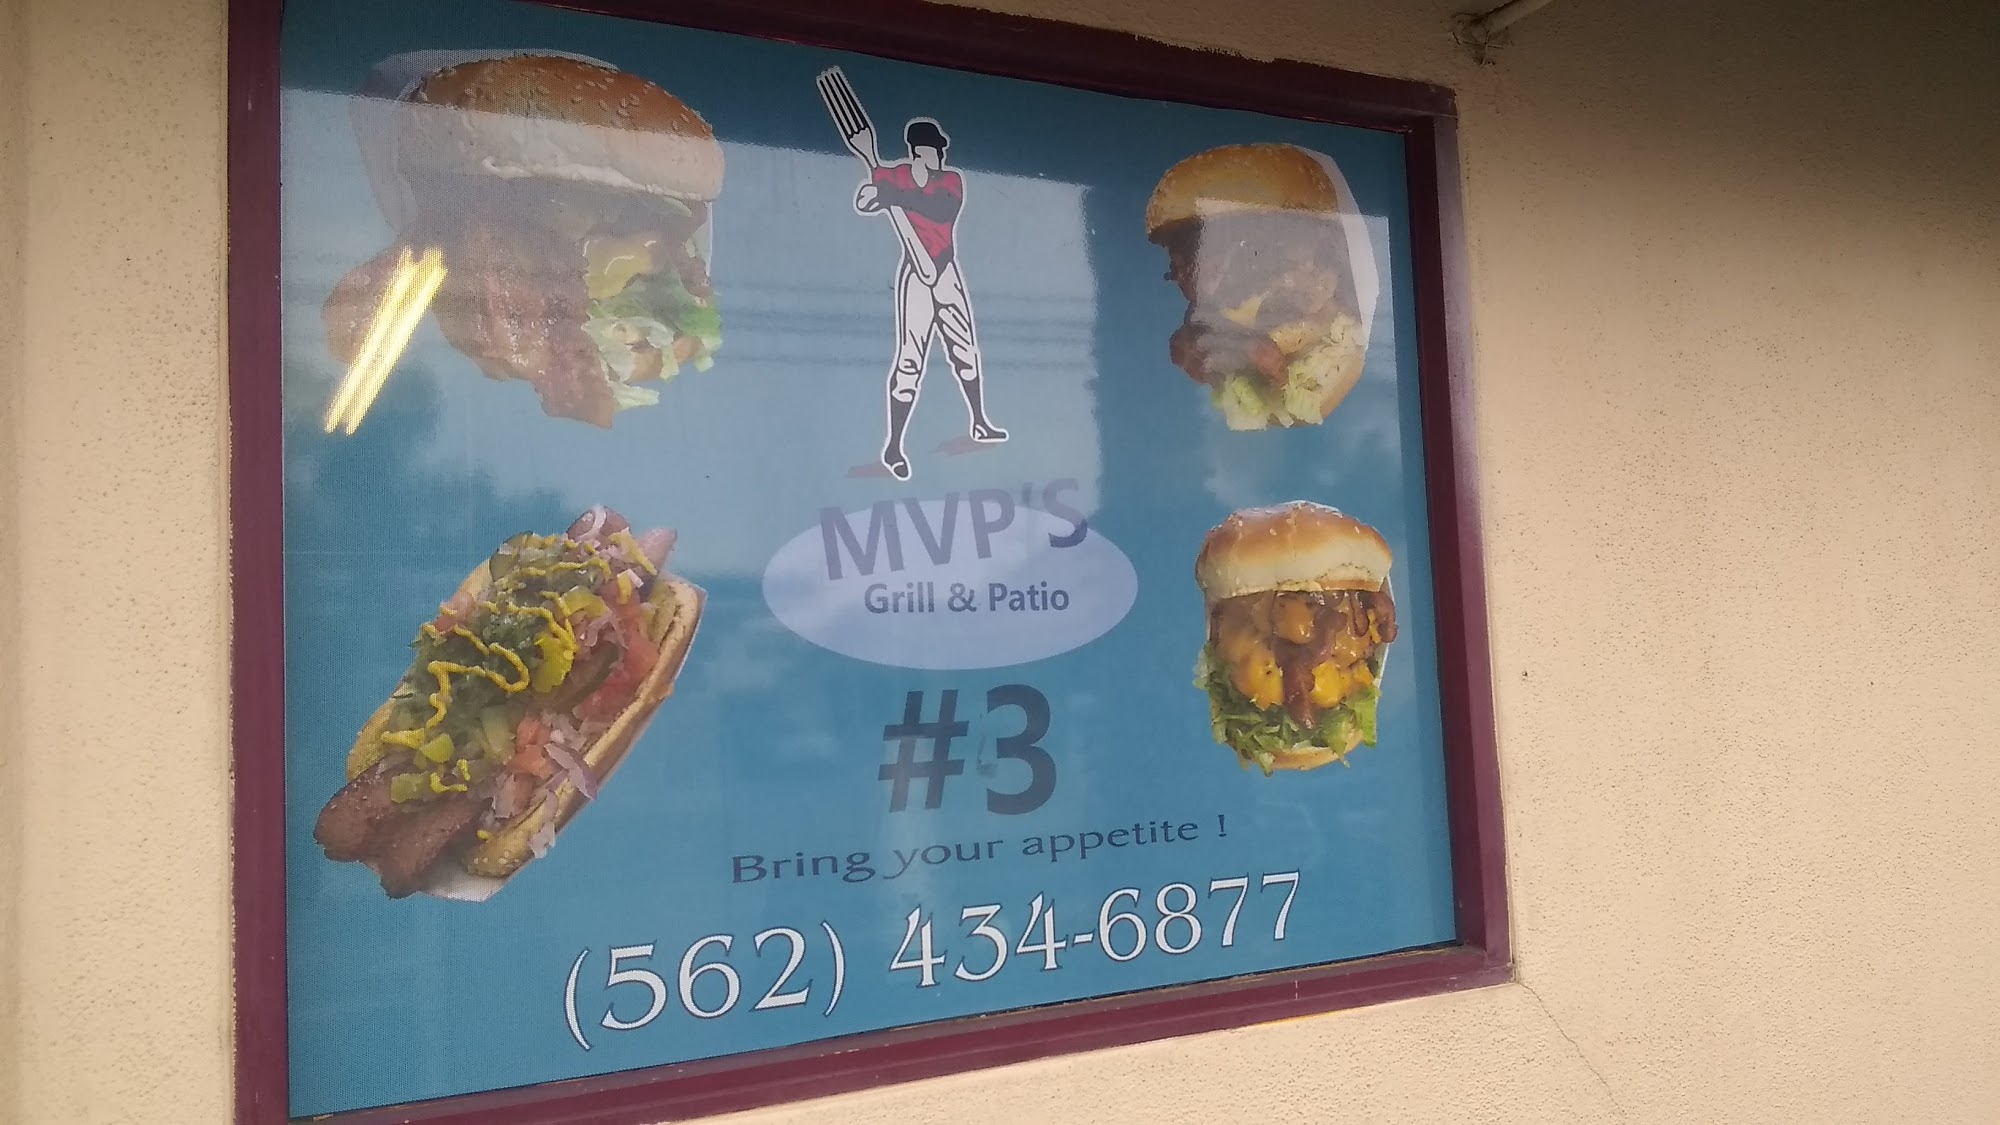 MVP'S
Grill & Patio
#3
Bring your appetite !
(562) 434-6877